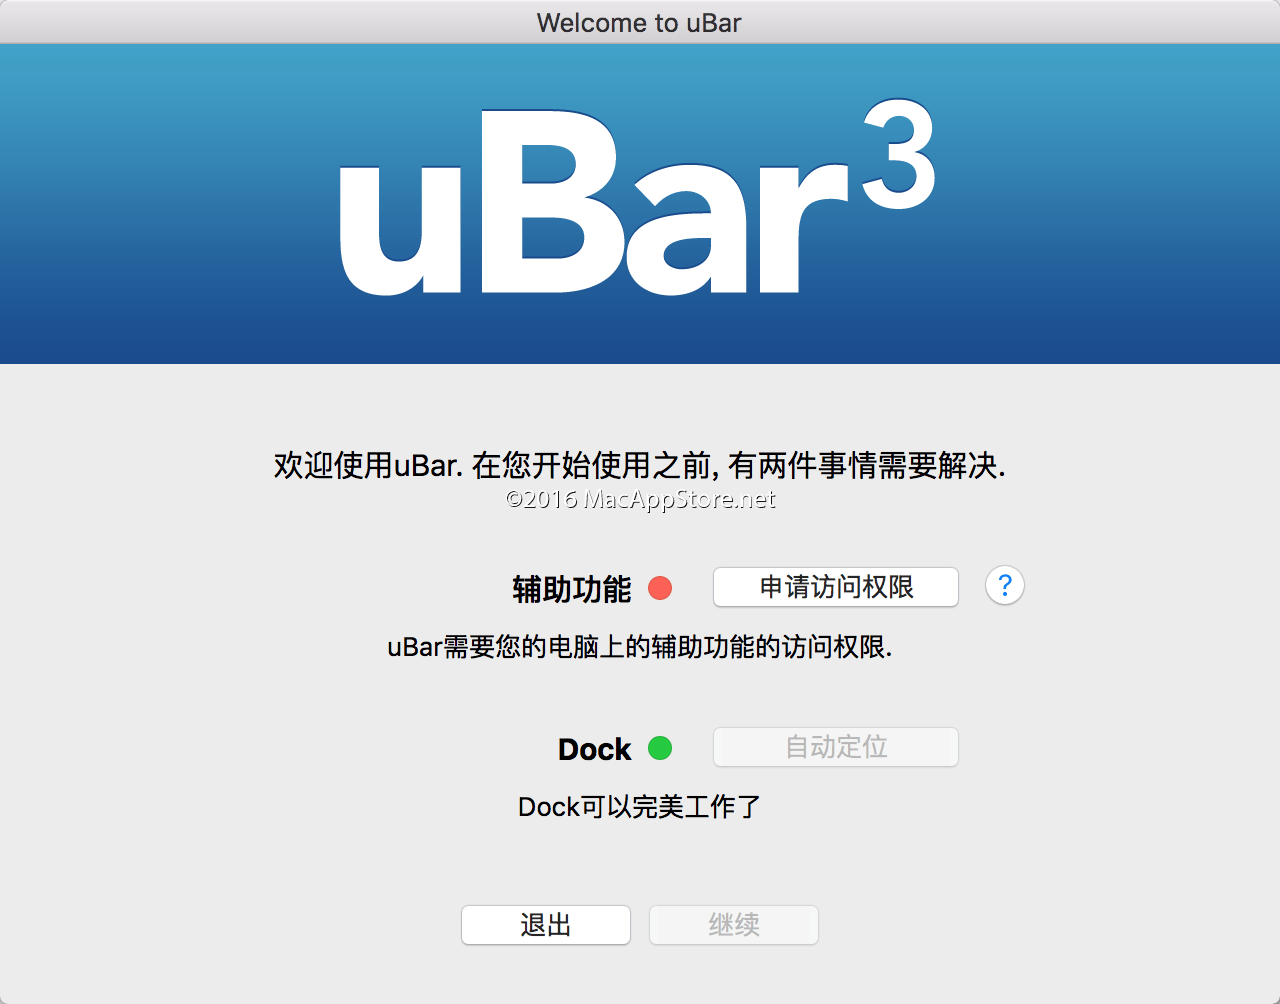 Welcome to uBar
uBar3
欢迎使用uBar. 在您开始使用之前, 有两件事情需要解决.
©2016 MacAppStore.net
辅助功能 申请访问权限 ?
uBar需要您的电脑上的辅助功能的访问权限.
Dock 自动定位
Dock可以完美工作了
退出 继续